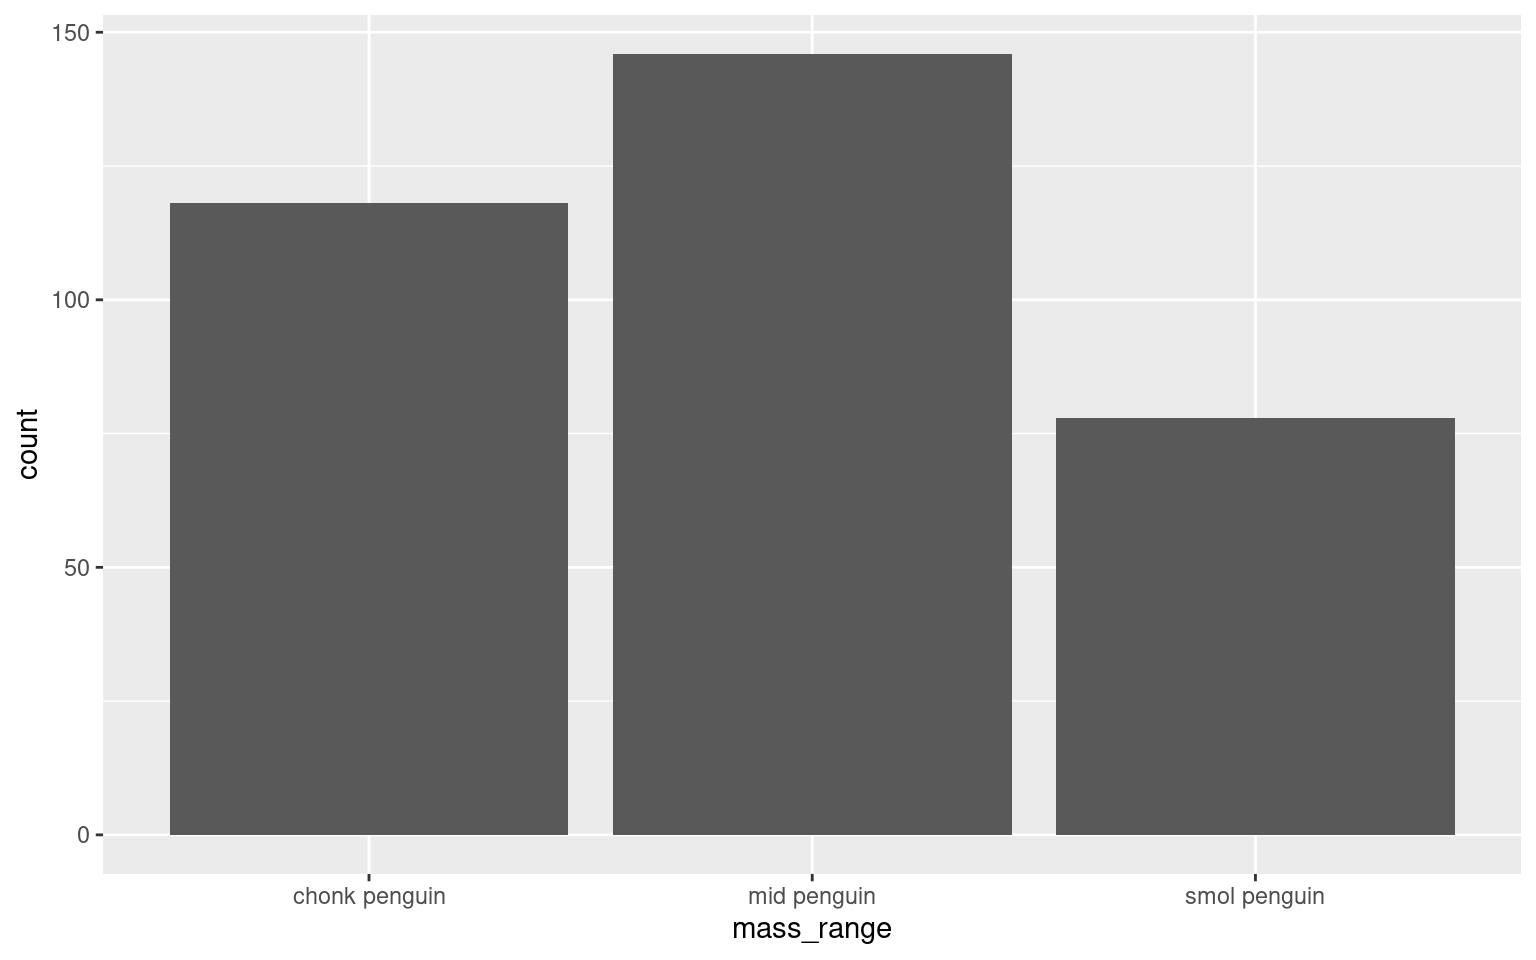 150
100
50
0
count
chonk penguin
mid penguin
smol penguin
mass_range